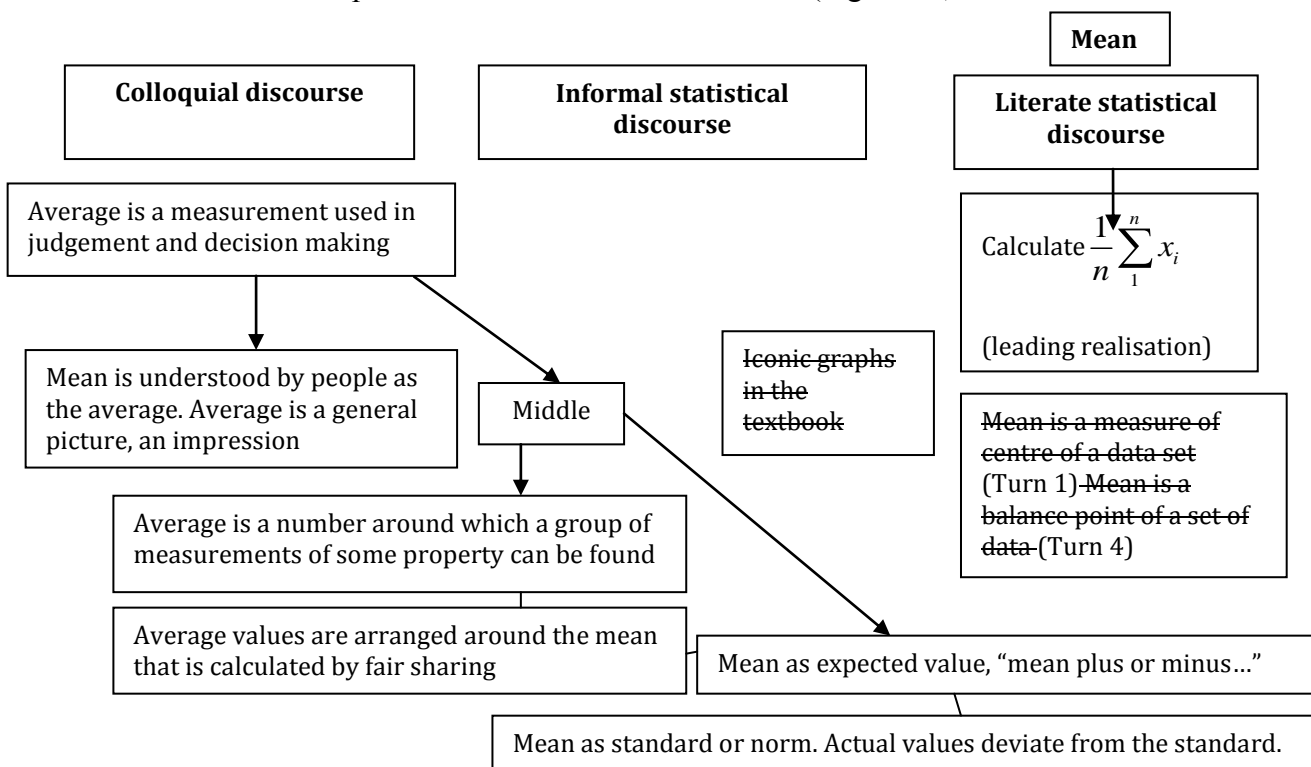 Mean
Colloquial discourse
Informal statistical
discourse
Literate statistical
discourse
Average is a measurement used in
judgement and decision making
Calculate 1/n ∑ n 1 x i
(leading realisation)
Mean is understood by people as
the average. Average is a general
picture, an impression
Middle
Iconic graphs
in the
textbook
Mean is a measure of
centre of a data set
(Turn 1) Mean is a
balance point of a set of
data (Turn 4)
Average is a number around which a group of
measurements of some property can be found
Average values are arranged around the mean
that is calculated by fair sharing
Mean as expected value, “mean plus or minus…”
Mean as standard or norm. Actual values deviate from the standard.